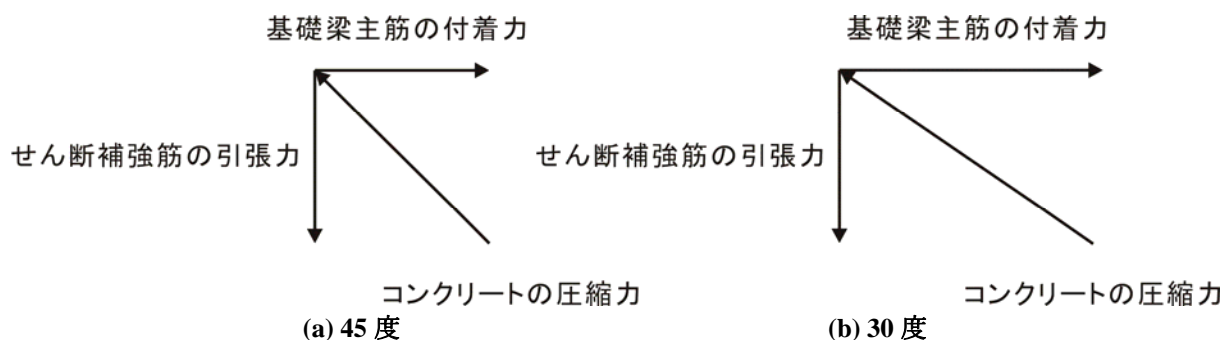 基礎梁主筋の付着力
せん断補強筋の引張力
コンクリートの圧縮力
(a) 45 度
基礎梁主筋の付着力
せん断補強筋の引張力
コンクリートの圧縮力
(b) 30 度